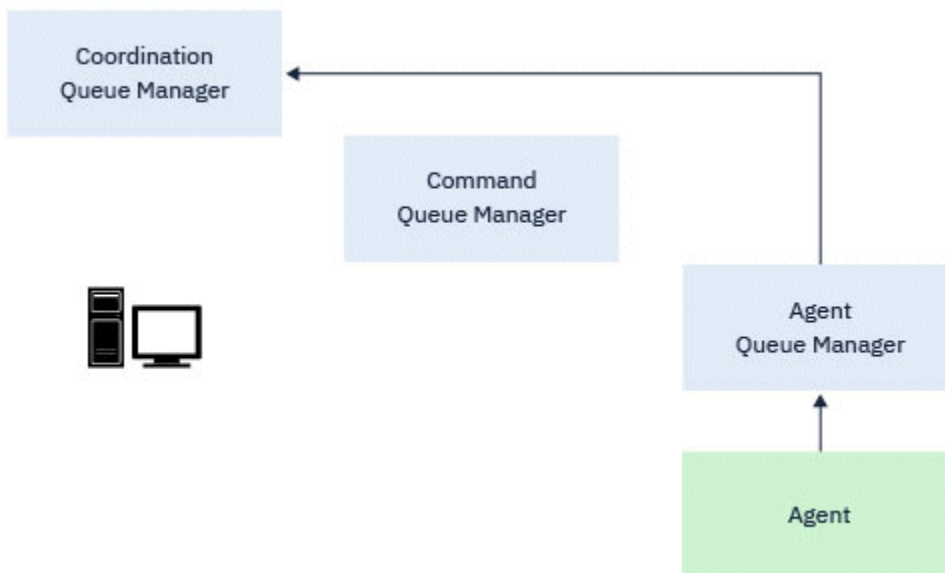 Coordination
Queue Manager
Command
Queue Manager
Agent
Queue Manager
Agent